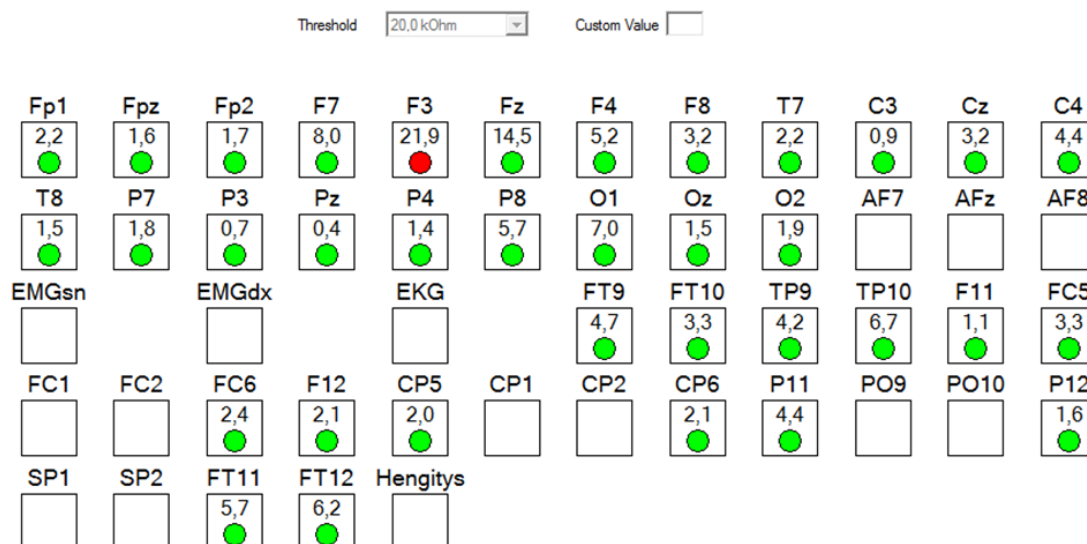 Threshold 20,0 kOhm Custom Value
Fp1 Fpz Fp2 F7 F3 Fz F4 F8 T7 C3 Cz C4
2,2 1,6 1,7 8,0 21,9 14,5 5,2 3,2 2,2 0,9 3,2 4,4
T8 P7 P3 Pz P4 P8 O1 Oz O2 AF7 AFz AF8
1,5 1,8 0,7 0,4 1,4 5,7 7,0 1,5 1,9
EMGsn EMGdx EKG FT9 FT10 TP9 TP10 F11 FC5
4,7 3,3 4,2 6,7 1,1 3,3
FC1 FC2 FC6 F12 CP5 CP1 CP2 CP6 P11 PO9 PO10 P12
2,4 2,1 2,0 2,1 4,4 1,6
SP1 SP2 FT11 FT12 Hengitys
5,7 6,2